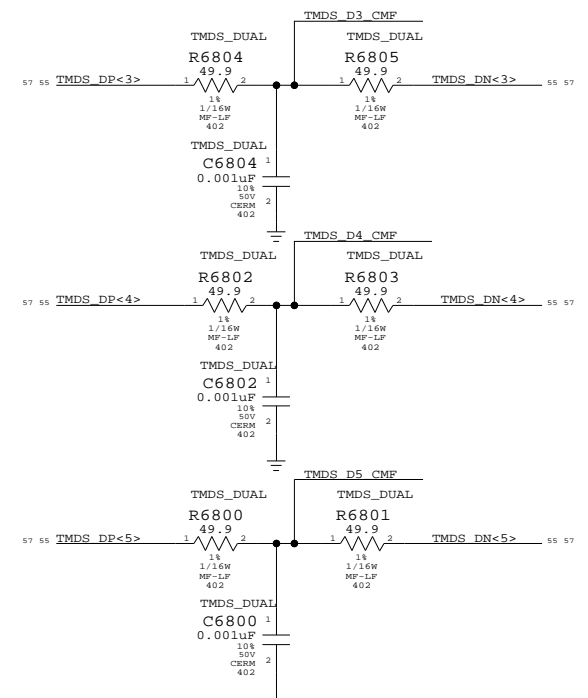 TMDS_D3_CMF
TMDS_DUAL TMDS_DUAL
R6804 R6805
57 55 TMDS_DP<3> 1 49.9 2 1 49.9 2 TMDS_DN<3> 55 57
1% 1%
1/16W 1/16W
MF-LF MF-LF
402 402
TMDS_DUAL
C6804 1
0.001uF
10%
50V
CERM 2
402
TMDS_D4_CMF
TMDS_DUAL TMDS_DUAL
R6802 R6803
57 55 TMDS_DP<4> 1 49.9 2 1 49.9 2 TMDS_DN<4> 55 57
1% 1%
1/16W 1/16W
MF-LF MF-LF
402 402
TMDS_DUAL
C6802 1
0.001uF
10%
50V
CERM 2
402
TMDS_D5_CMF
TMDS_DUAL TMDS_DUAL
R6800 R6801
57 55 TMDS_DP<5> 1 49.9 2 1 49.9 2 TMDS_DN<5> 55 57
1% 1%
1/16W 1/16W
MF-LF MF-LF
402 402
TMDS_DUAL
C6800 1
0.001uF
10%
50V
CERM 2
402